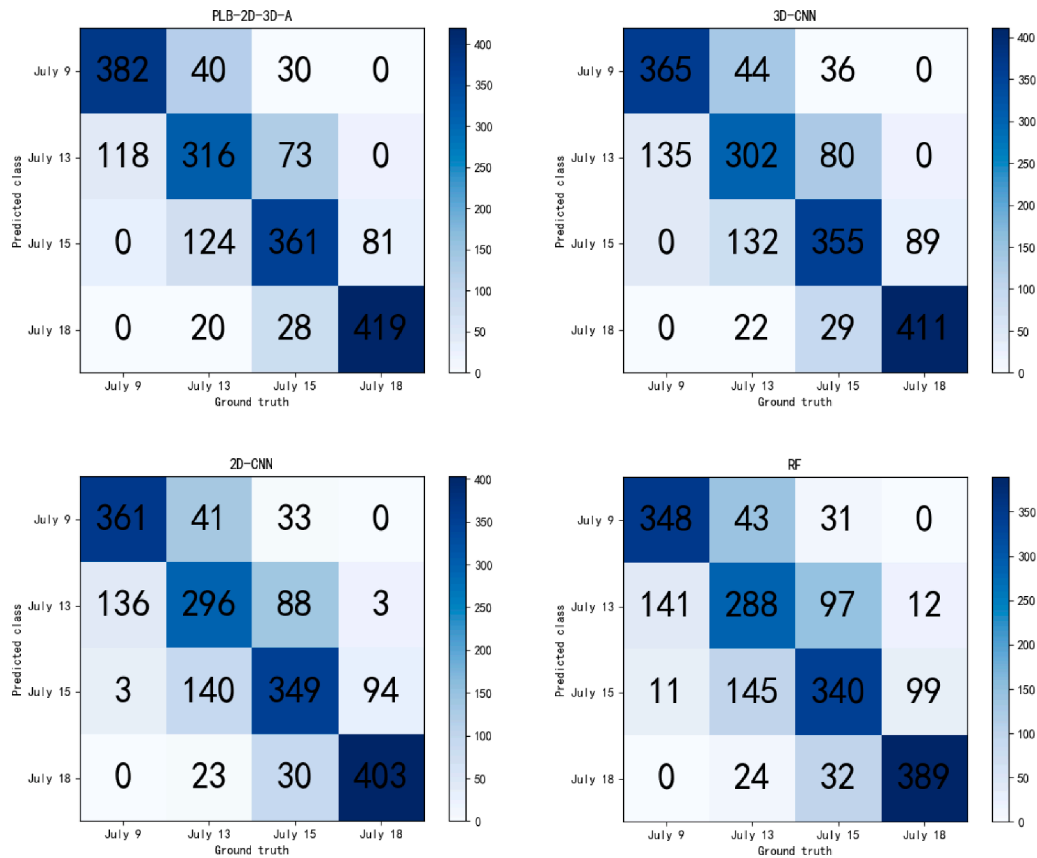 PLB-2D-3D-A
Predicted class
July 9 382 40 30 0
July 13 118 316 73 0
July 15 0 124 361 81
July 18 0 20 28 419
July 9 July 13 July 15 July 18
Ground truth
400
350
300
250
200
150
100
50
0
3D-CNN
Predicted class
July 9 365 44 36 0
July 13 135 302 80 0
July 15 0 132 355 89
July 18 0 22 29 411
July 9 July 13 July 15 July 18
Ground truth
400
350
300
250
200
150
100
50
0
2D-CNN
Predicted class
July 9 361 41 33 0
July 13 136 296 88 3
July 15 3 140 349 94
July 18 0 23 30 403
July 9 July 13 July 15 July 18
Ground truth
400
350
300
250
200
150
100
50
0
RF
Predicted class
July 9 348 43 31 0
July 13 141 288 97 12
July 15 11 145 340 99
July 18 0 24 32 389
July 9 July 13 July 15 July 18
Ground truth
350
300
250
200
150
100
50
0